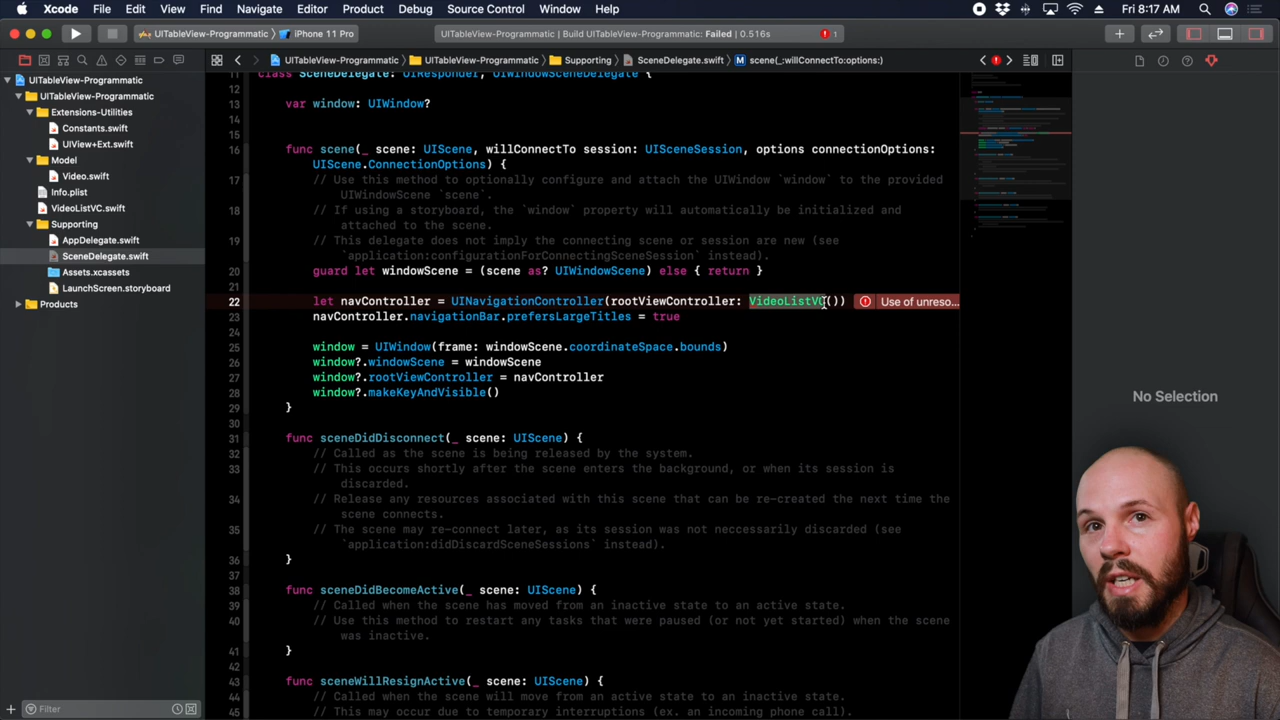 Xcode File Edit View Find Navigate Editor Product Debug Source Control Window Help Fri 8:17 AM
UITableView-Programmatic iPhone 11 Pro
UITableView-Programmatic | Build UITableView-Programmatic: Failed | 0.516s 1
UITableView-Programmatic UITableView-Programmatic Supporting SceneDelegate.swift M scene(_:willConnectTo:options:)
UITableView-Programmatic
UITableView-Programmatic
Extensions-Utilities
Constants.swift
UIView+Ext.swift
Model
Video.swift
Info.plist
VideoListVC.swift
Supporting
AppDelegate.swift
SceneDelegate.swift
Assets.xcassets
LaunchScreen.storyboard
Products
Filter
11 class SceneDelegate: UIResponder, UIWindowSceneDelegate {
12
13 var window: UIWindow?
14
15
16 func scene(_ scene: UIScene, willConnectTo session: UISceneSession, options connectionOptions:
UIScene.ConnectionOptions) {
17 // Use this method to optionally configure and attach the UIWindow `window` to the provided
UIWindowScene `scene`.
18 // If using a storyboard, the `window` property will automatically be initialized and
attached to the scene.
19 // This delegate does not imply the connecting scene or session are new (see
`application:configurationForConnectingSceneSession` instead).
20 guard let windowScene = (scene as? UIWindowScene) else { return }
21
22 let navController = UINavigationController(rootViewController: VideoListVC()) Use of unreso...
23 navController.navigationBar.prefersLargeTitles = true
24
25 window = UIWindow(frame: windowScene.coordinateSpace.bounds)
26 window?.windowScene = windowScene
27 window?.rootViewController = navController
28 window?.makeKeyAndVisible()
29 }
30
31 func sceneDidDisconnect(_ scene: UIScene) {
32 // Called as the scene is being released by the system.
33 // This occurs shortly after the scene enters the background, or when its session is
discarded.
34 // Release any resources associated with this scene that can be re-created the next time the
scene connects.
35 // The scene may re-connect later, as its session was not neccessarily discarded (see
`application:didDiscardSceneSessions` instead).
36 }
37
38 func sceneDidBecomeActive(_ scene: UIScene) {
39 // Called when the scene has moved from an inactive state to an active state.
40 // Use this method to restart any tasks that were paused (or not yet started) when the scene
was inactive.
41 }
42
43 func sceneWillResignActive(_ scene: UIScene) {
44 // Called when the scene will move from an active state to an inactive state.
45 // This may occur due to temporary interruptions (ex. an incoming phone call).
No Selection